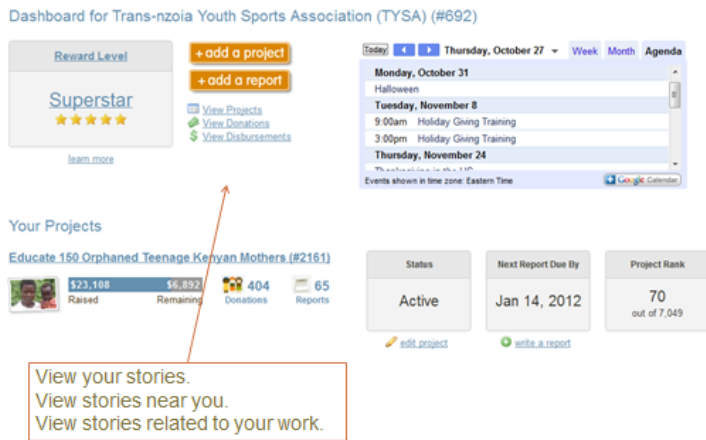 Dashboard for Trans-nzoia Youth Sports Association (TYSA) (#692)
Reward Level
Superstar
learn more
+ add a project
+ add a report
View Projects
View Donations
$ View Disbursements
Today Thursday, October 27 Week Month Agenda
Monday, October 31
Halloween
Tuesday, November 8
9:00am Holiday Giving Training
3:00pm Holiday Giving Training
Thursday, November 24
Thanksgiving in the US
Events shown in time zone: Eastern Time
+ Google Calendar
Your Projects
Educate 150 Orphaned Teenage Kenyan Mothers (#2161)
$23,108 $6,892
Raised Remaining
404
Donations
65
Reports
Status
Active
edit project
Next Report Due By
Jan 14, 2012
write a report
Project Rank
70
out of 7,049
View your stories.
View stories near you.
View stories related to your work.